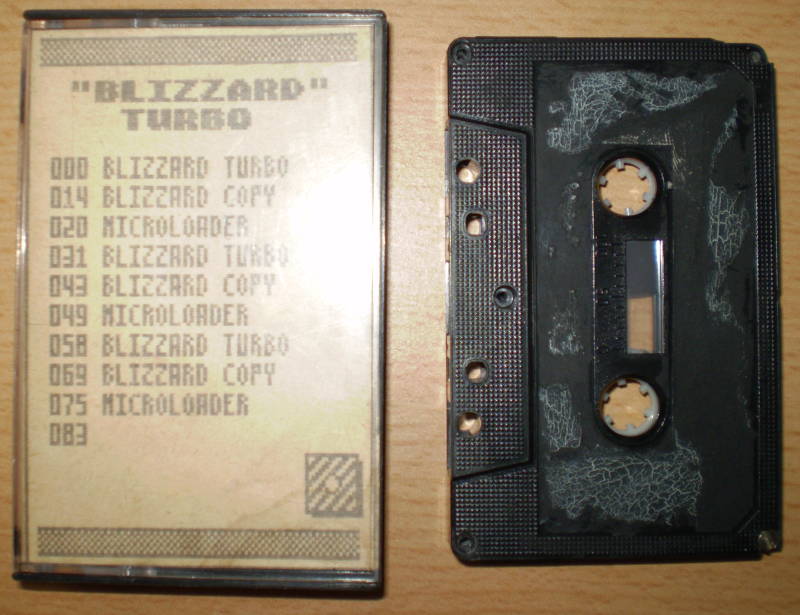 "BLIZZARD"
TURBO
000 BLIZZARD TURBO
014 BLIZZARD COPY
020 MICROLOADER
031 BLIZZARD TURBO
043 BLIZZARD COPY
049 MICROLOADER
058 BLIZZARD TURBO
069 BLIZZARD COPY
075 MICROLOADER
083